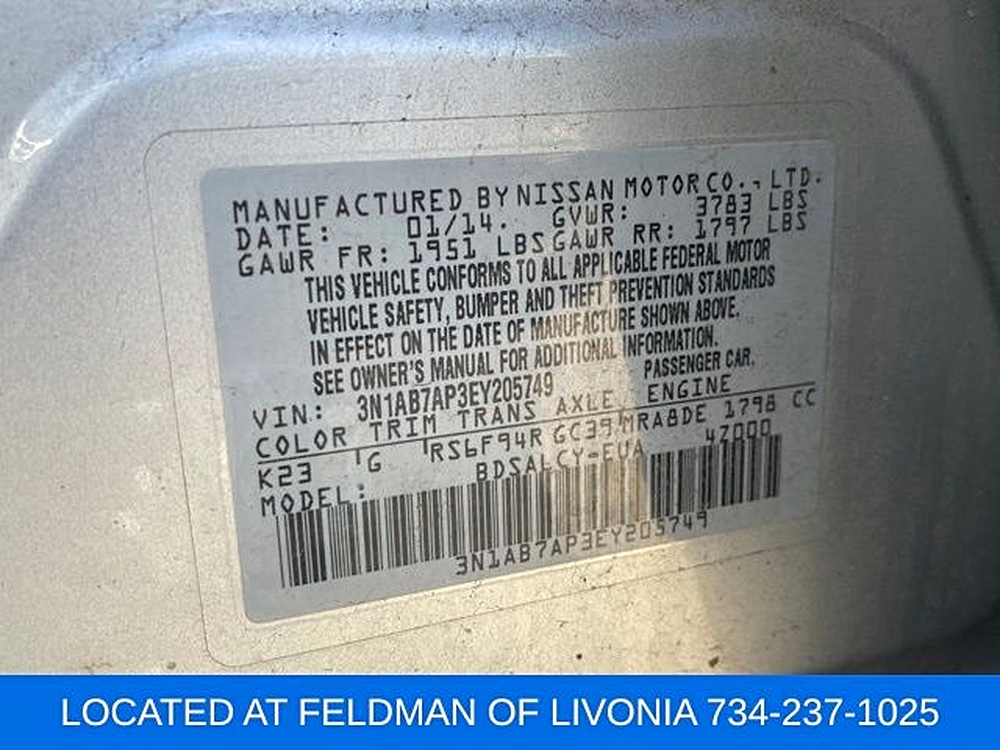 MANUFACTURED BY NISSAN MOTOR CO., LTD.
DATE: 01/14. GVWR: 3783 LBS
GAWR FR: 1951 LBS GAWR RR: 1797 LBS
THIS VEHICLE CONFORMS TO ALL APPLICABLE FEDERAL MOTOR
VEHICLE SAFETY, BUMPER AND THEFT PREVENTION STANDARDS
IN EFFECT ON THE DATE OF MANUFACTURE SHOWN ABOVE.
SEE OWNER'S MANUAL FOR ADDITIONAL INFORMATION.
VIN: 3N1AB7AP3EY205749 PASSENGER CAR.
COLOR TRIM TRANS AXLE ENGINE
K23 G RS6F94R GC39 MRA8DE 1798 CC
MODEL: BDSALCY-EUA 47000
3N1AB7AP3EY205749
LOCATED AT FELDMAN OF LIVONIA 734-237-1025